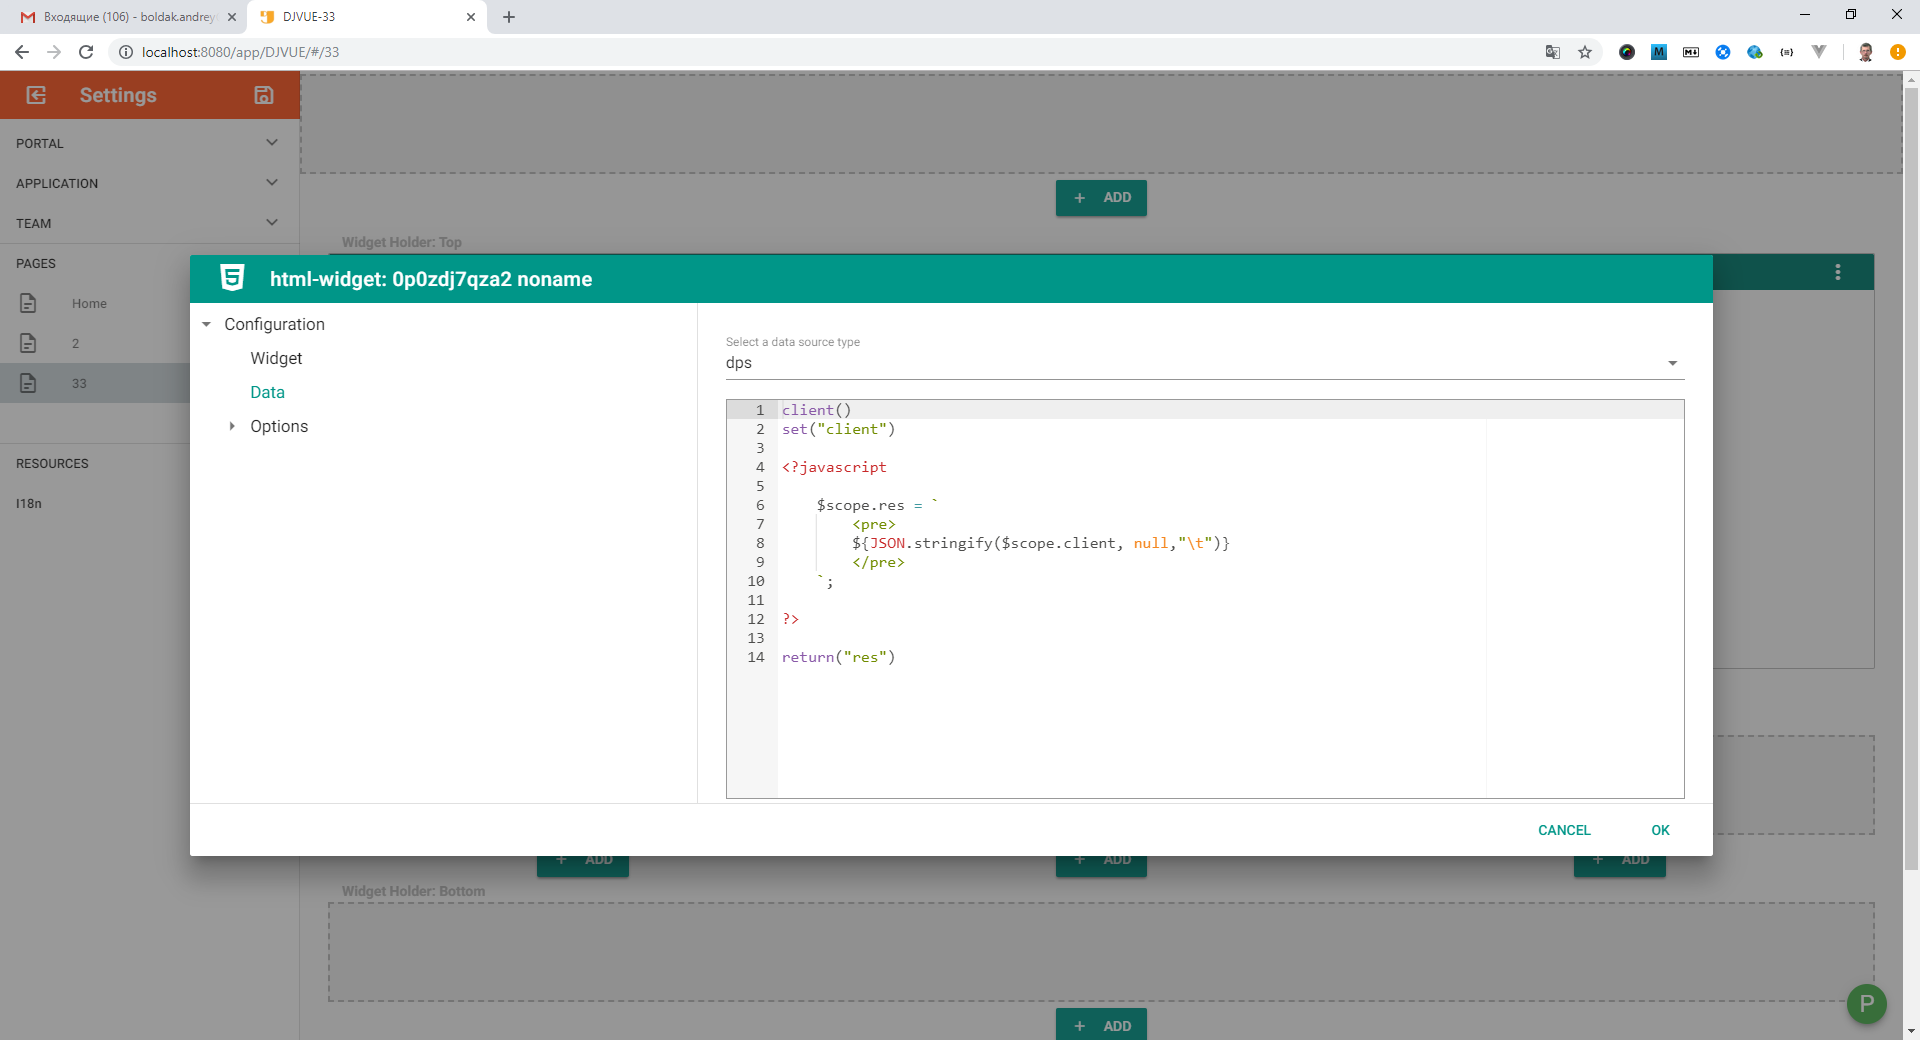 Входящие (106) - boldak.andrey
DJVUE-33
localhost:8080/app/DJVUE/#/33
Settings
PORTAL
APPLICATION
TEAM
PAGES
Home
2
33
RESOURCES
I18n
+ ADD
Widget Holder: Top
html-widget: 0p0zdj7qza2 noname
Configuration
Widget
Data
Options
Select a data source type
dps
1 client()
2 set("client")
3
4 <?javascript
5
6 $scope.res = `
7 <pre>
8 ${JSON.stringify($scope.client, null,"\t")}
9 </pre>
10 `;
11
12 ?>
13
14 return("res")
CANCEL
OK
+ ADD
+ ADD
+ ADD
Widget Holder: Bottom
P
+ ADD